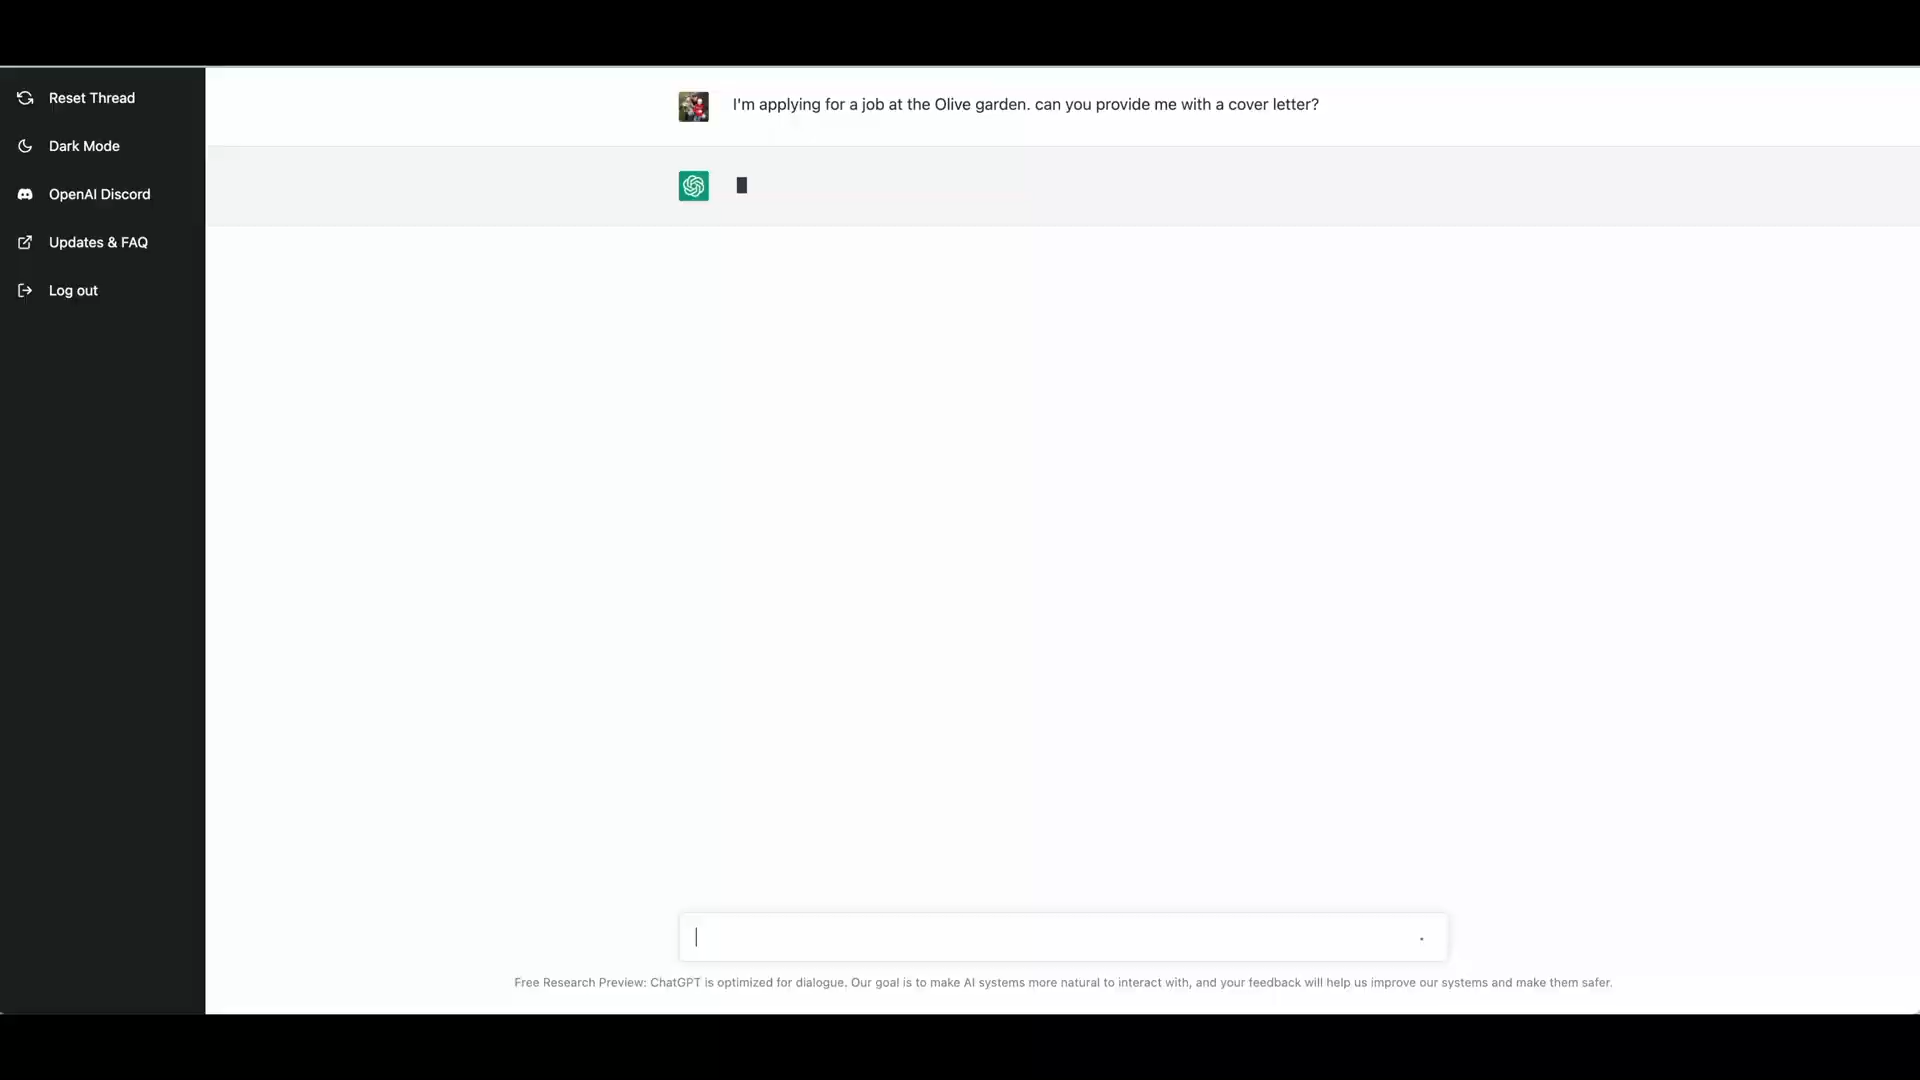 Reset Thread
Dark Mode
OpenAI Discord
Updates & FAQ
Log out
I'm applying for a job at the Olive garden. can you provide me with a cover letter?
Free Research Preview: ChatGPT is optimized for dialogue. Our goal is to make AI systems more natural to interact with, and your feedback will help us improve our systems and make them safer.